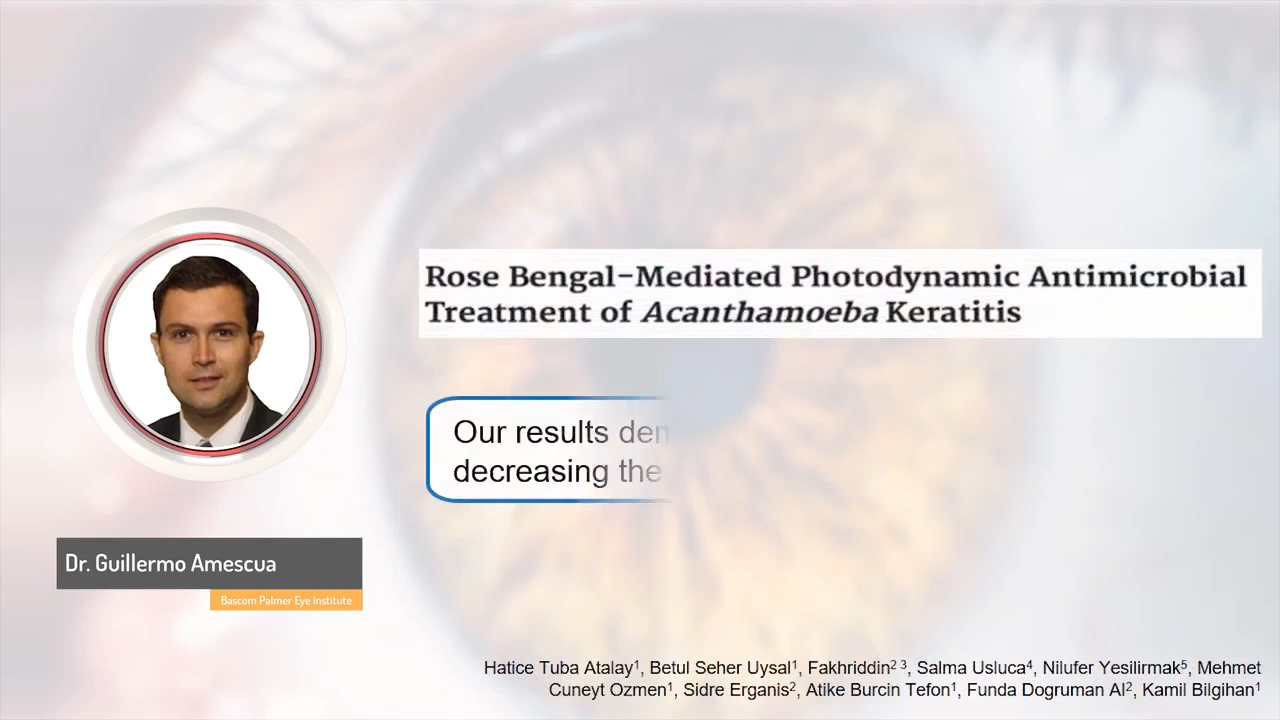 Rose Bengal–Mediated Photodynamic Antimicrobial
Treatment of Acanthamoeba Keratitis
Our results
decreasing the
Dr. Guillermo Amescua
Bascom Palmer Eye Institute
Hatice Tuba Atalay¹, Betul Seher Uysal¹, Fakhriddin² ³, Salma Usluca⁴, Nilufer Yesilirmak⁵, Mehmet
Cuneyt Ozmen¹, Sidre Erganis², Atike Burcin Tefon¹, Funda Dogruman Al², Kamil Bilgihan¹